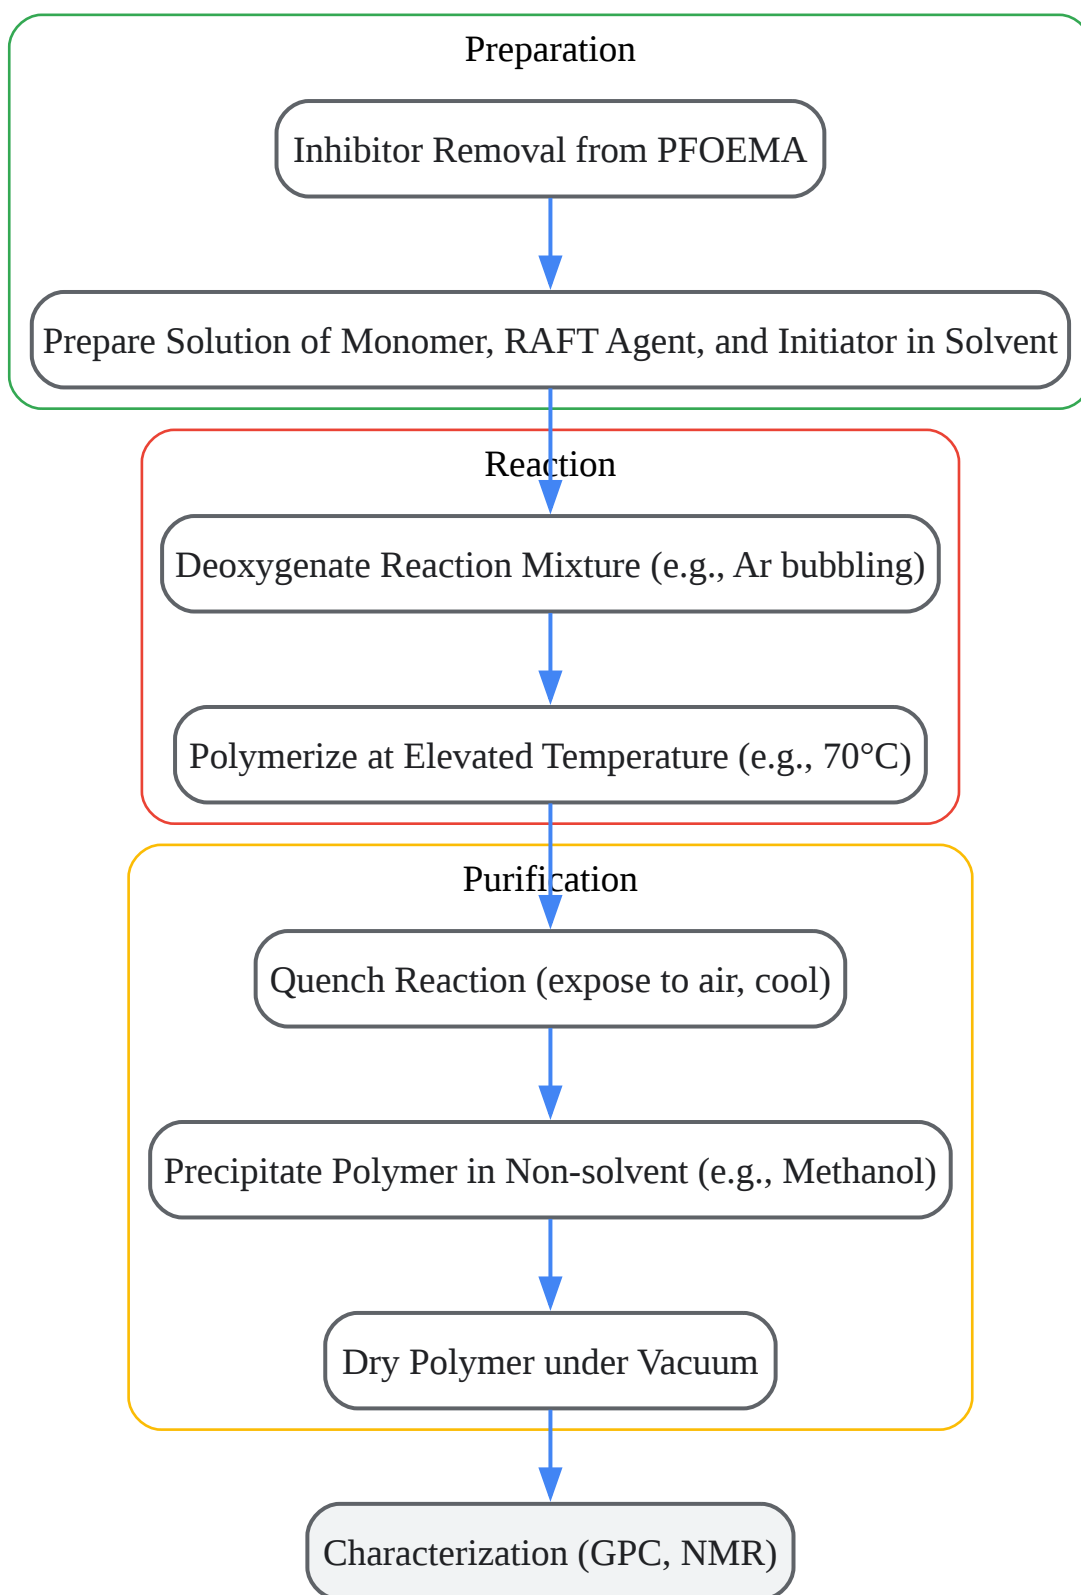 Preparation
Inhibitor Removal from PFOEMA
Prepare Solution of Monomer, RAFT Agent, and Initiator in Solvent
Reaction
Deoxygenate Reaction Mixture (e.g., Ar bubbling)
Polymerize at Elevated Temperature (e.g., 70°C)
Purification
Quench Reaction (expose to air, cool)
Precipitate Polymer in Non-solvent (e.g., Methanol)
Dry Polymer under Vacuum
Characterization (GPC, NMR)